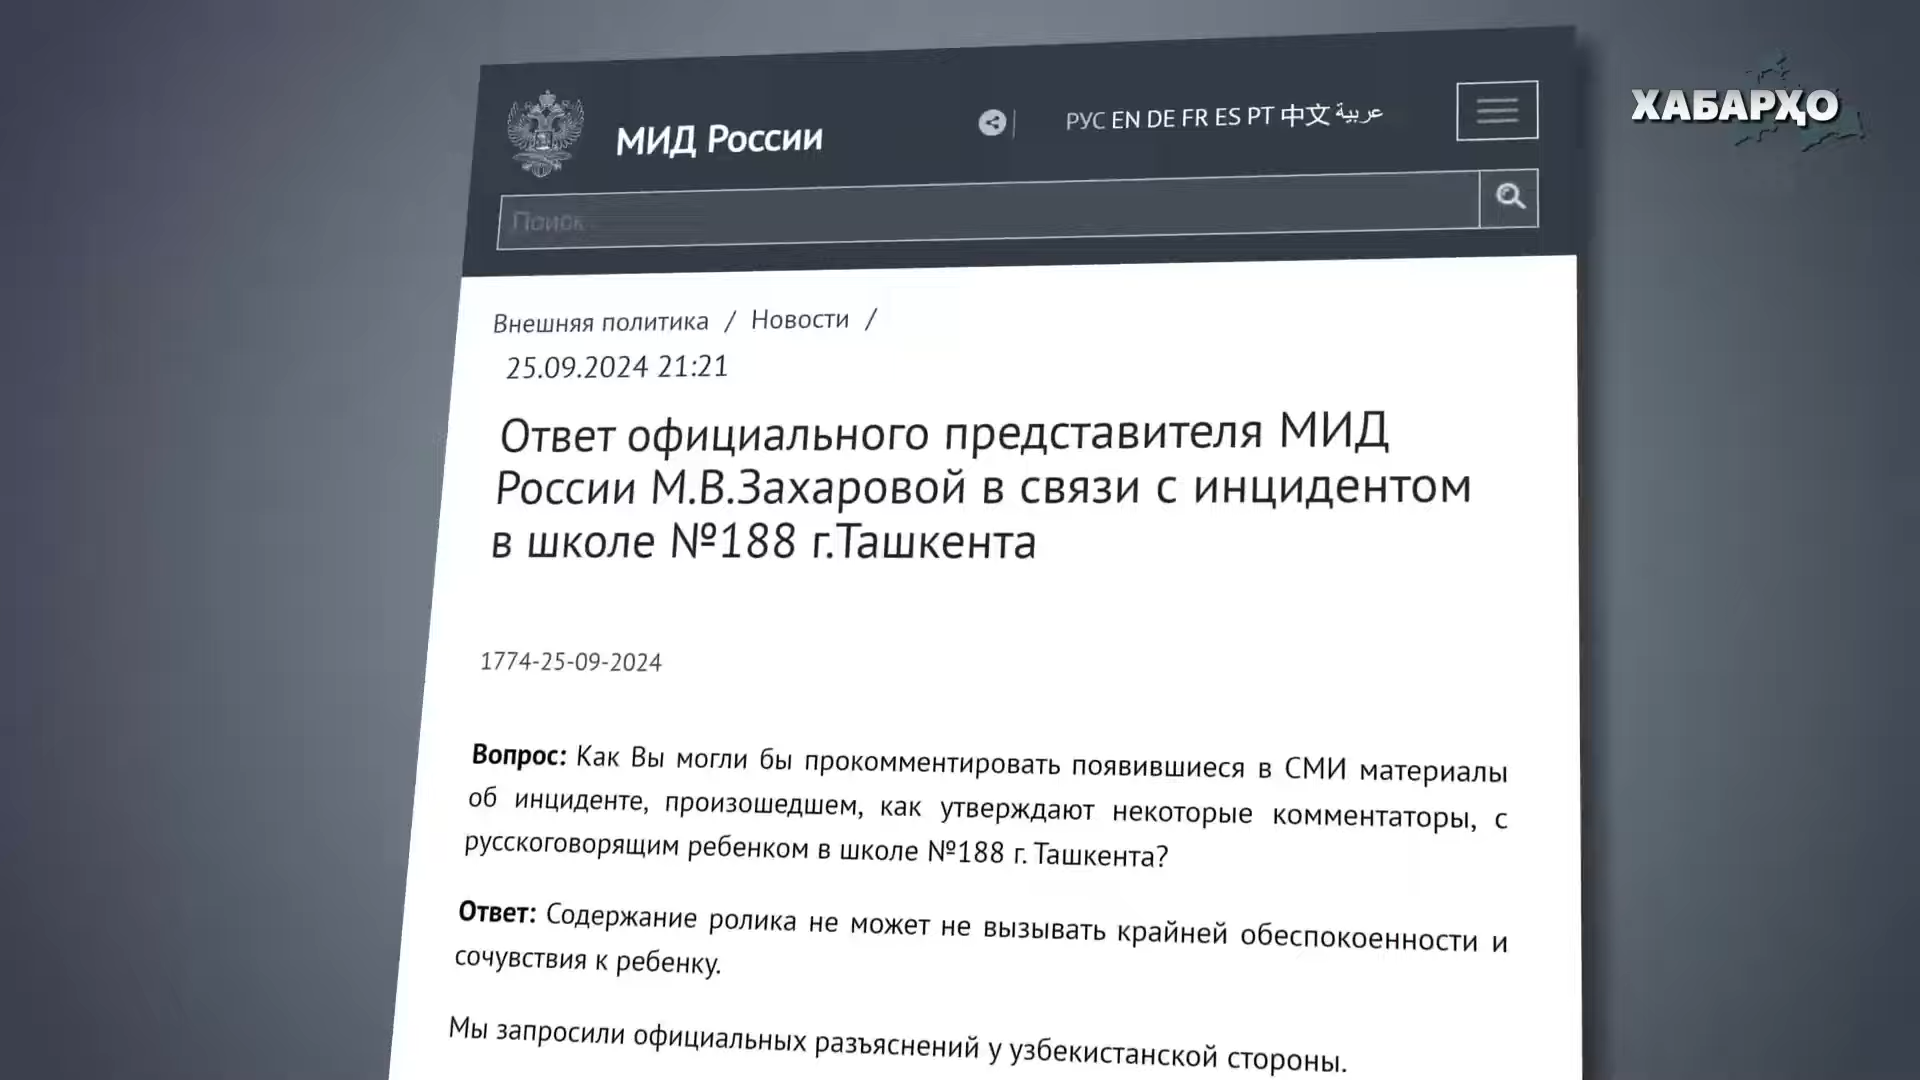 МИД России
РУС EN DE FR ES PT 中文 عربية
ХАБАРҲО
Поиск
Внешняя политика / Новости /
25.09.2024 21:21
Ответ официального представителя МИД
России М.В.Захаровой в связи с инцидентом
в школе №188 г.Ташкента
1774-25-09-2024
Вопрос: Как Вы могли бы прокомментировать появившиеся в СМИ материалы
об инциденте, произошедшем, как утверждают некоторые комментаторы, с
русскоговорящим ребенком в школе №188 г. Ташкента?
Ответ: Содержание ролика не может не вызывать крайней обеспокоенности и
сочувствия к ребенку.
Мы запросили официальных разъяснений у узбекистанской стороны.